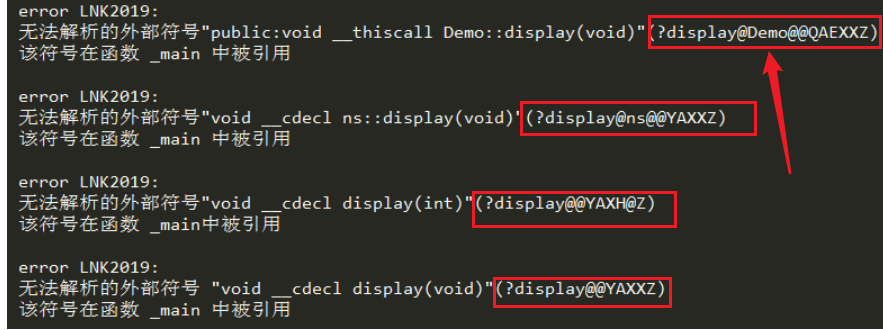 error LNK2019:
无法解析的外部符号"public:void __thiscall Demo::display(void)"(?display@Demo@@QAEXXZ)
该符号在函数 _main 中被引用
error LNK2019:
无法解析的外部符号"void __cdecl ns::display(void)"(?display@ns@@YAXXZ)
该符号在函数 _main 中被引用
error LNK2019:
无法解析的外部符号"void __cdecl display(int)"(?display@@YAXH@Z)
该符号在函数 _main中被引用
error LNK2019:
无法解析的外部符号 "void __cdecl display(void)"(?display@@YAXXZ)
该符号在函数 _main 中被引用